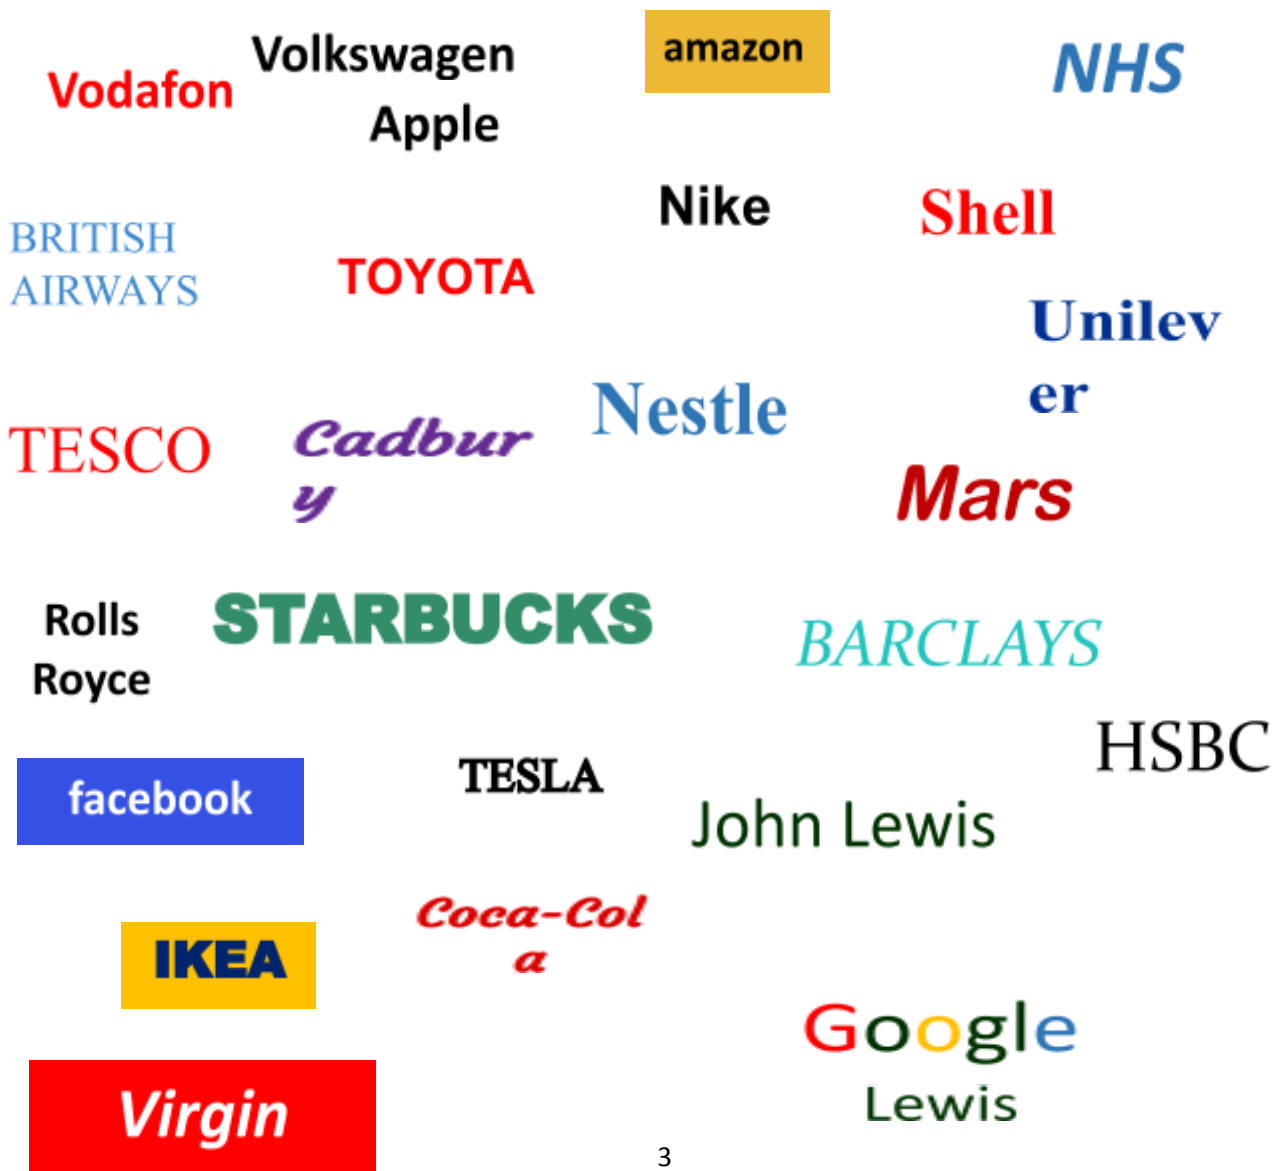 Volkswagen
amazon
NHS
Vodafon
Apple
Nike
Shell
BRITISH
AIRWAYS
TOYOTA
Unilev
er
Nestle
TESCO
Cadbur
y
Mars
Rolls
Royce
STARBUCKS
BARCLAYS
HSBC
facebook
TESLA
John Lewis
Coca-Col
a
IKEA
Google
Lewis
Virgin
3